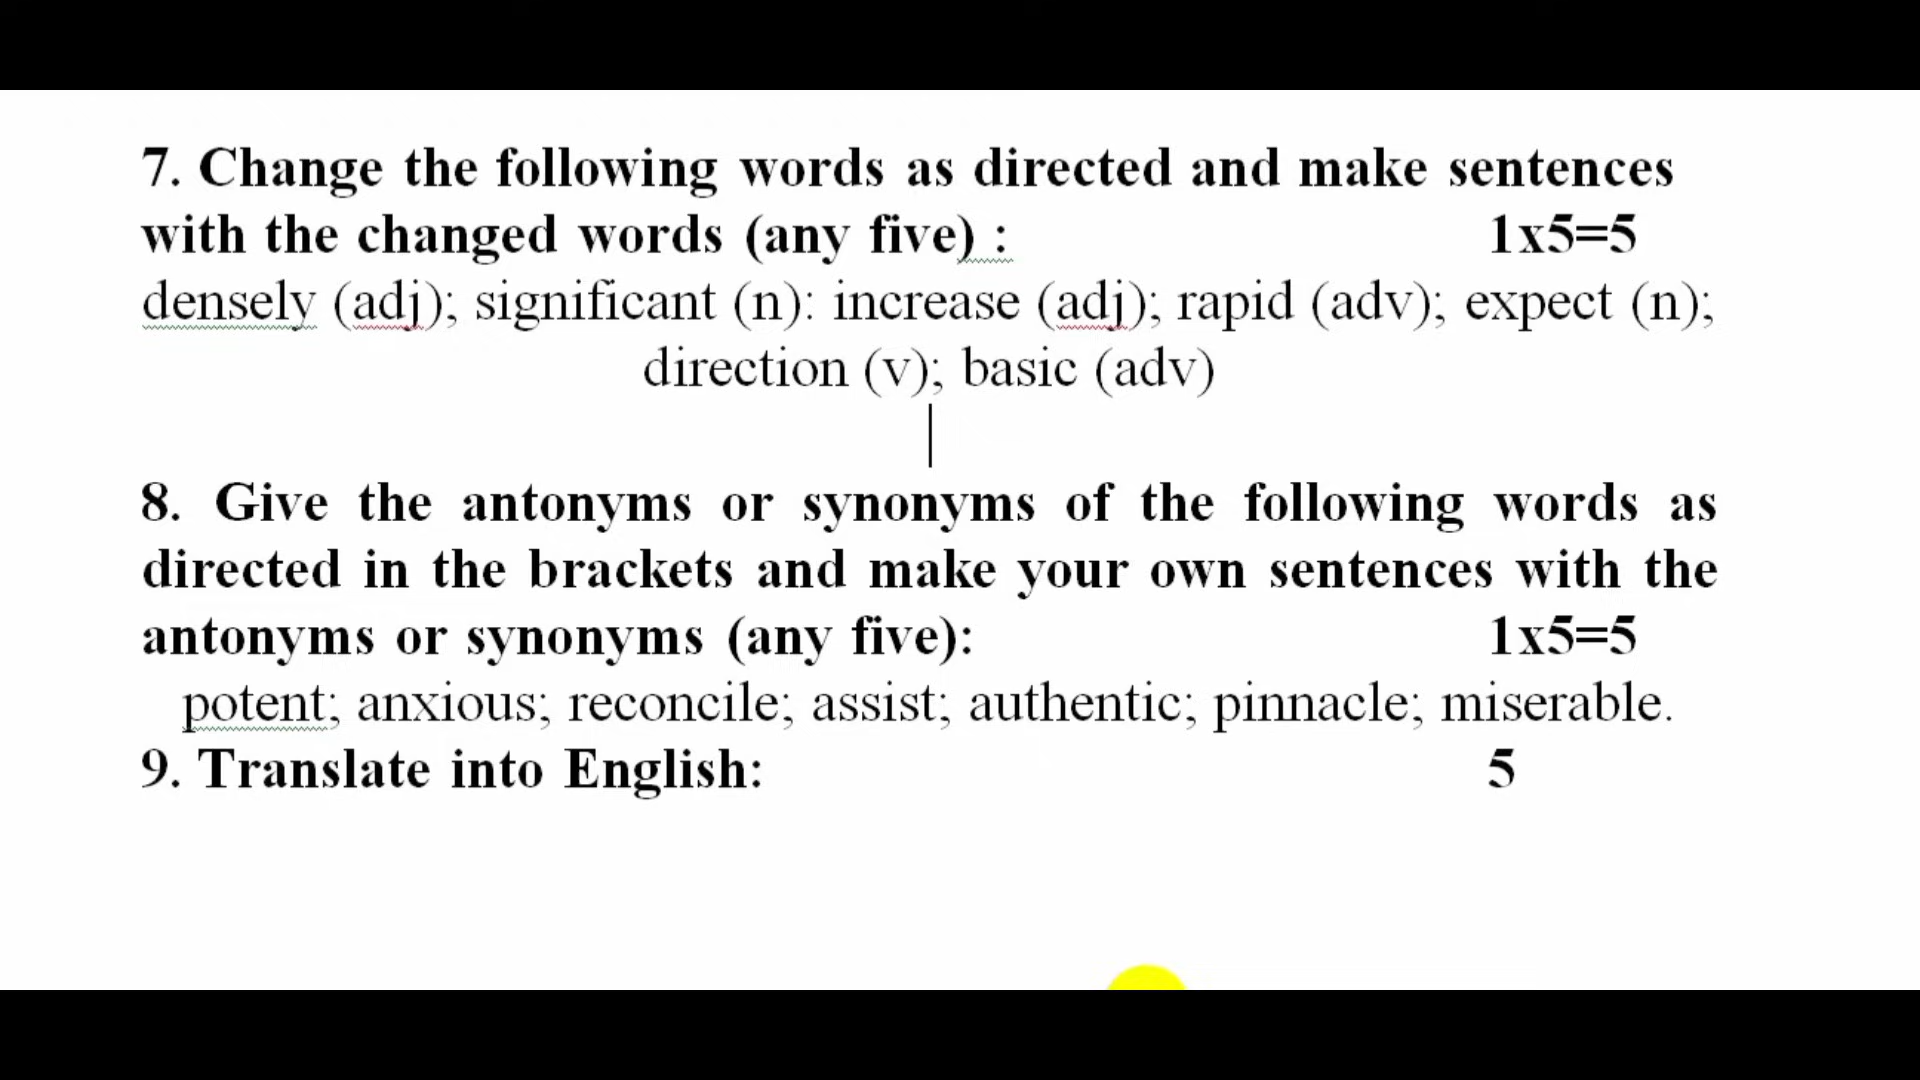 7. Change the following words as directed and make sentences
with the changed words (any five) : 1x5=5
densely (adj); significant (n): increase (adj); rapid (adv); expect (n);
direction (v); basic (adv)
8. Give the antonyms or synonyms of the following words as
directed in the brackets and make your own sentences with the
antonyms or synonyms (any five): 1x5=5
potent; anxious; reconcile; assist; authentic; pinnacle; miserable.
9. Translate into English: 5